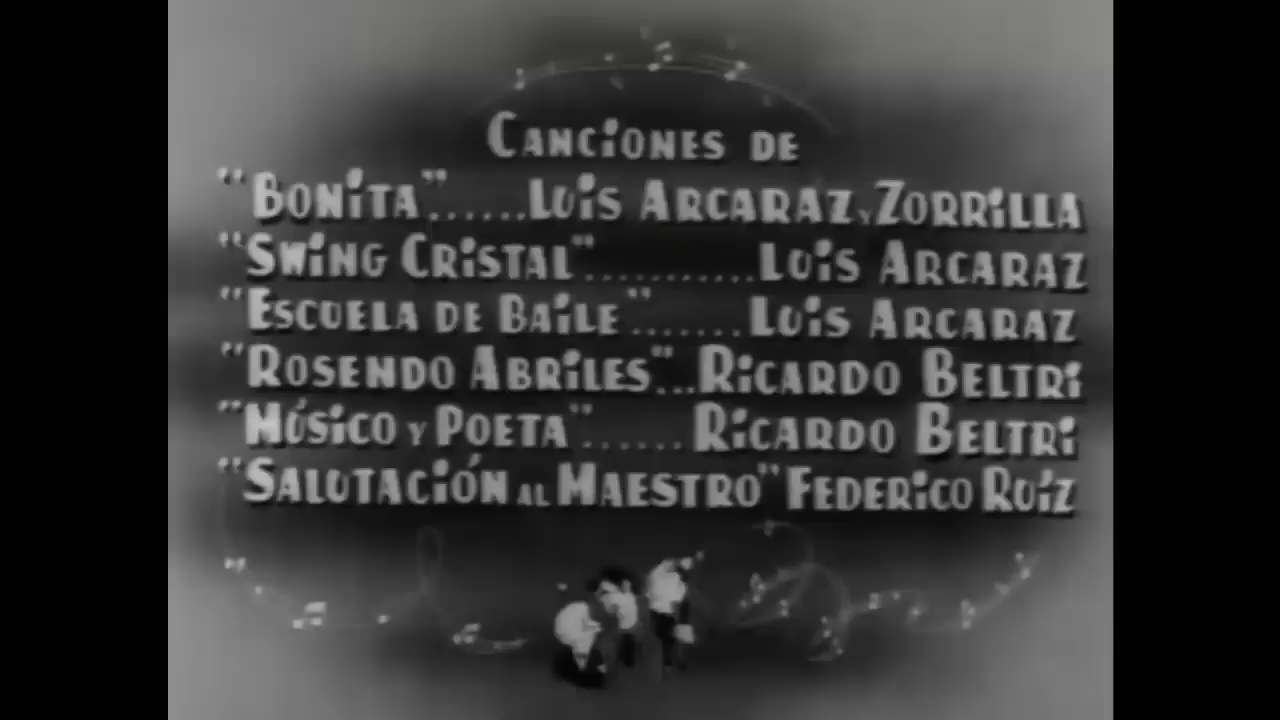 CANCIONES DE
"BONITA"......LUIS ARCARAZ Y ZORRILLA
"SWING CRISTAL"...........LUIS ARCARAZ
"ESCUELA DE BAILE".......LUIS ARCARAZ
"ROSENDO ABRILES"...RICARDO BELTRI
"MÚSICO Y POETA"......RICARDO BELTRI
"SALUTACIÓN AL MAESTRO" FEDERICO RUIZ